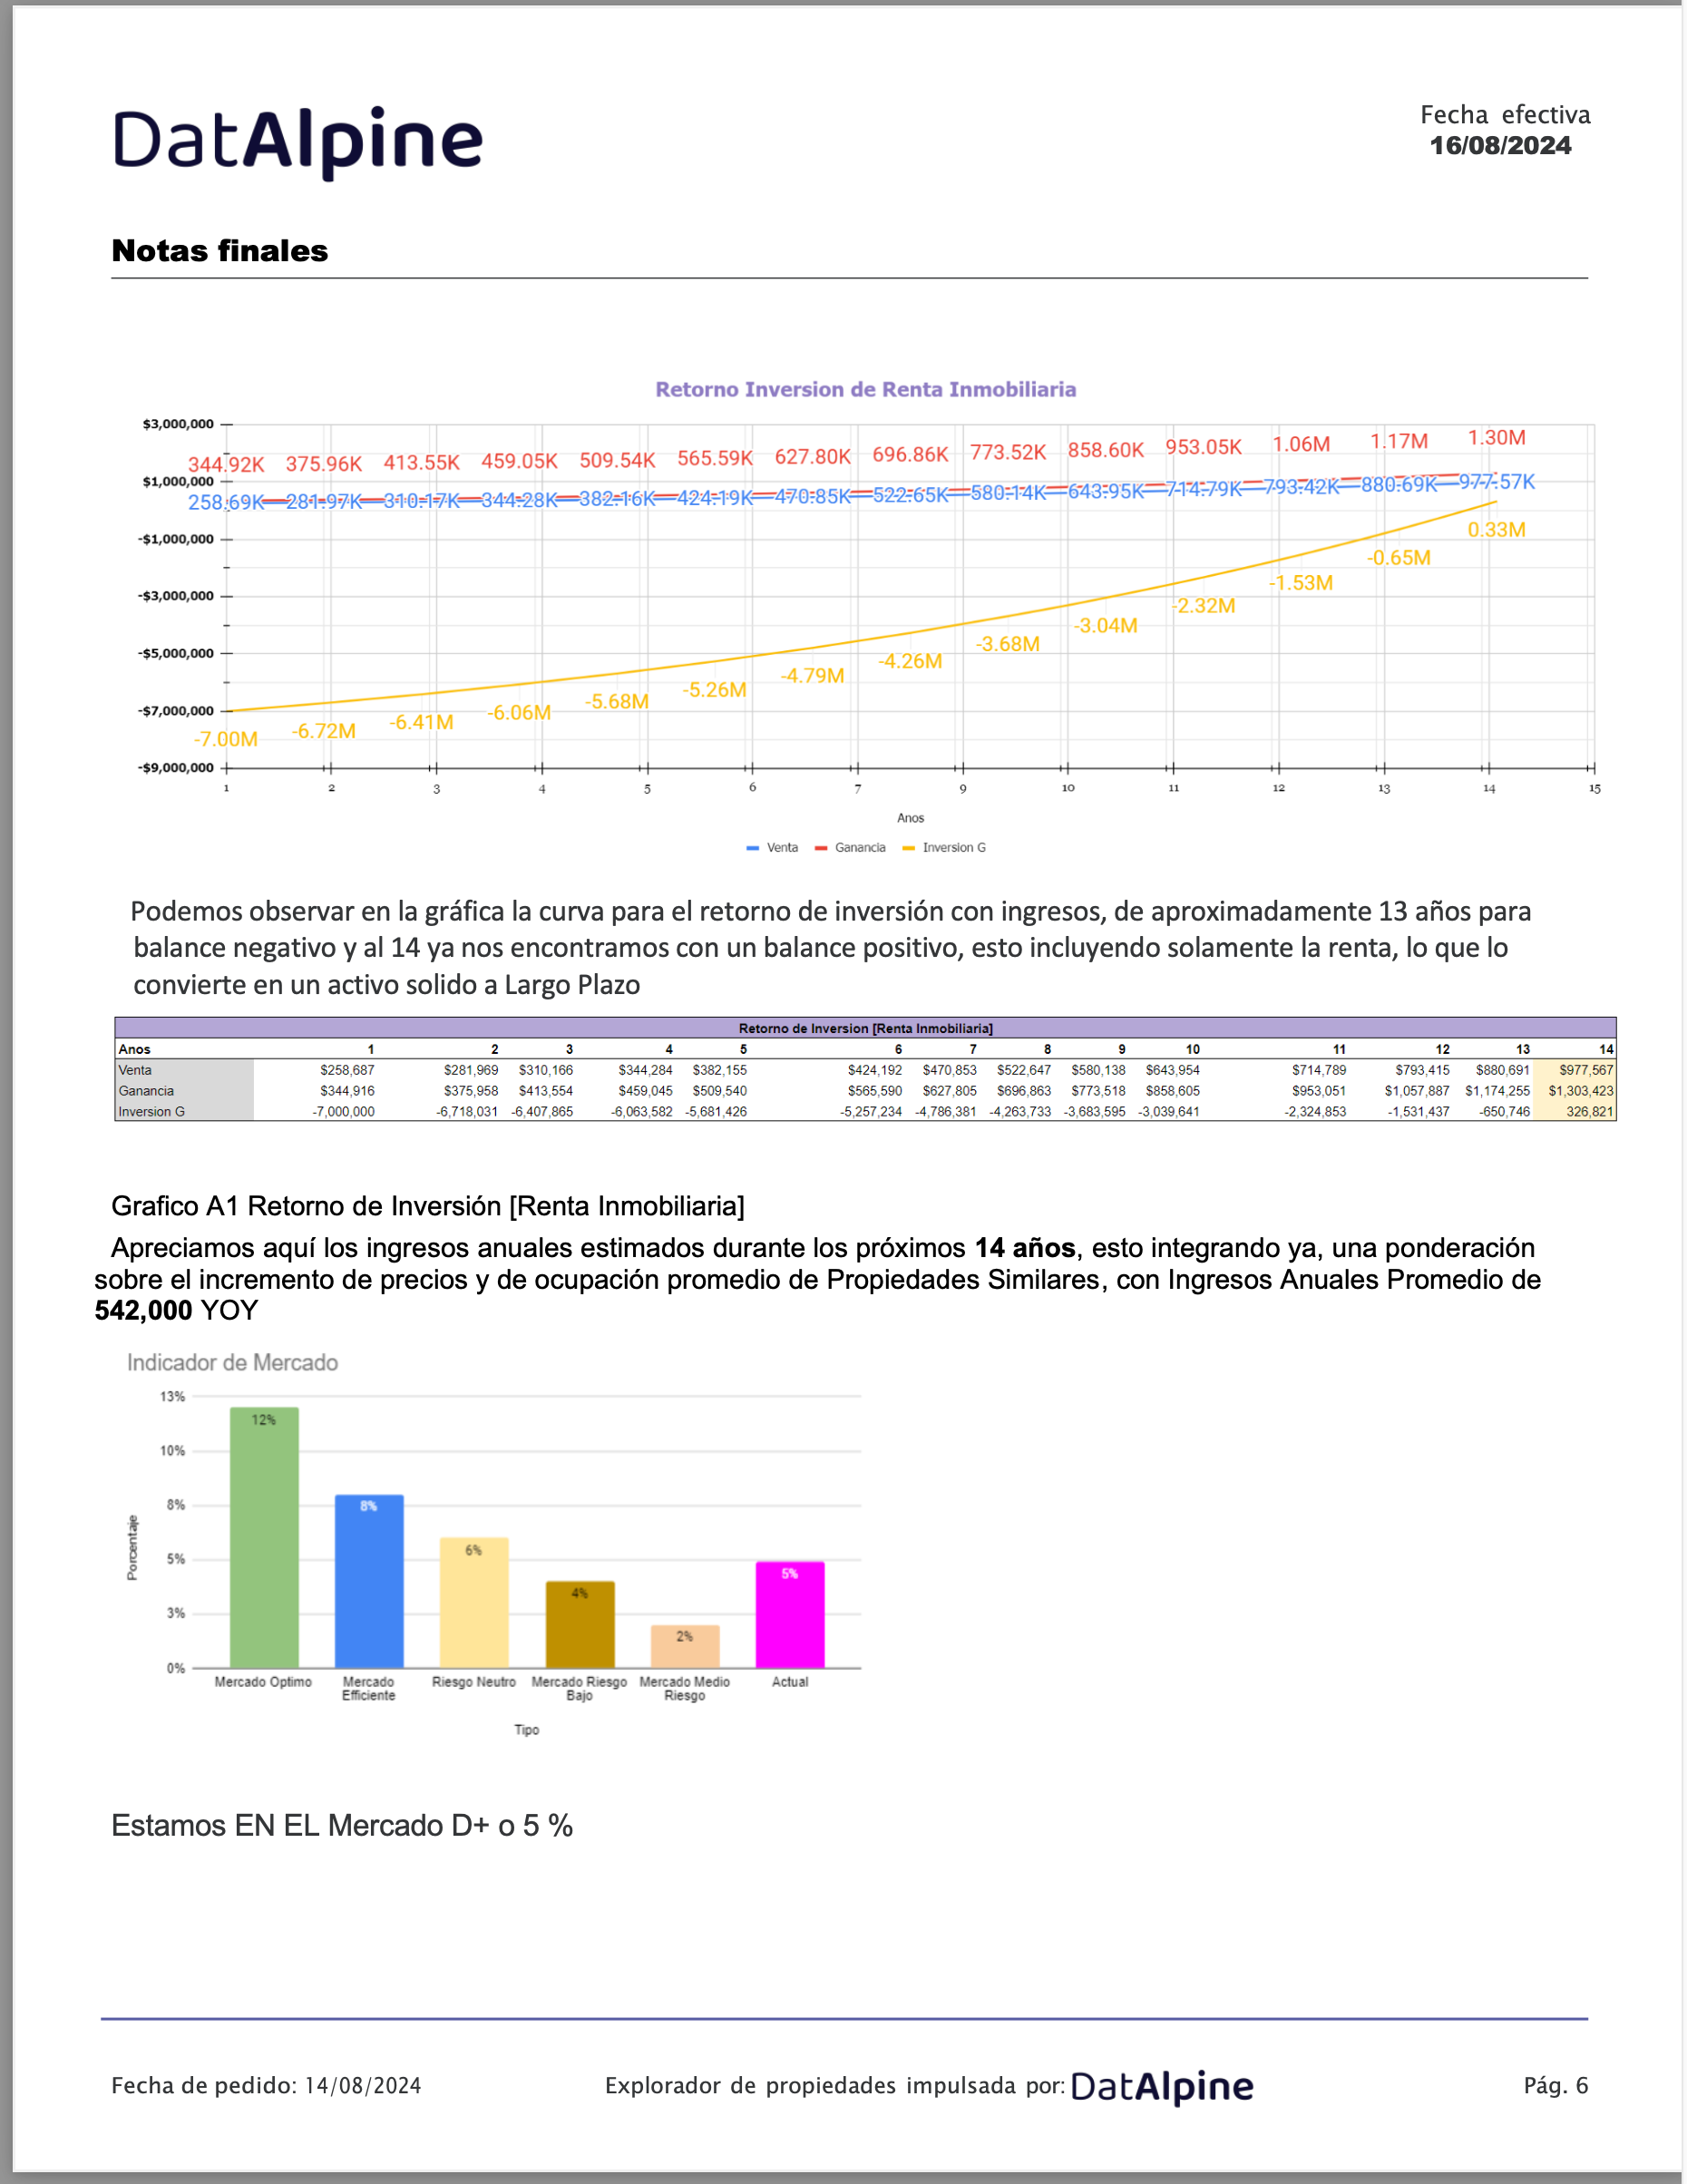 DatAlpine
Fecha efectiva
16/08/2024
Notas finales
Retorno Inversion de Renta Inmobiliaria
$3,000,000
$1,000,000
-$1,000,000
-$3,000,000
-$5,000,000
-$7,000,000
-$9,000,000
344.92K 375.96K 413.55K 459.05K 509.54K 565.59K 627.80K 696.86K 773.52K 858.60K 953.05K 1.06M 1.17M 1.30M
258.69K 281.97K 310.17K 344.28K 382.16K 424.19K 470.85K 522.65K 580.14K 643.95K 714.79K 793.42K 880.69K 977.57K
-7.00M -6.72M -6.41M -6.06M -5.68M -5.26M -4.79M -4.26M -3.68M -3.04M -2.32M -1.53M -0.65M 0.33M
1 2 3 4 5 6 7 9 10 11 12 13 14 15
Anos
Venta Ganancia Inversion G
Podemos observar en la gráfica la curva para el retorno de inversión con ingresos, de aproximadamente 13 años para
balance negativo y al 14 ya nos encontramos con un balance positivo, esto incluyendo solamente la renta, lo que lo
convierte en un activo solido a Largo Plazo
Retorno de Inversion [Renta Inmobiliaria]
Anos 1 2 3 4 5 6 7 8 9 10 11 12 13 14
Venta $258,687 $281,969 $310,166 $344,284 $382,155 $424,192 $470,853 $522,647 $580,138 $643,954 $714,789 $793,415 $880,691 $977,567
Ganancia $344,916 $375,958 $413,554 $459,045 $509,540 $565,590 $627,805 $696,863 $773,518 $858,605 $953,051 $1,057,887 $1,174,255 $1,303,423
Inversion G -7,000,000 -6,718,031 -6,407,865 -6,063,582 -5,681,426 -5,257,234 -4,786,381 -4,263,733 -3,683,595 -3,039,641 -2,324,853 -1,531,437 -650,746 326,821
Grafico A1 Retorno de Inversión [Renta Inmobiliaria]
Apreciamos aquí los ingresos anuales estimados durante los próximos 14 años, esto integrando ya, una ponderación
sobre el incremento de precios y de ocupación promedio de Propiedades Similares, con Ingresos Anuales Promedio de
542,000 YOY
Indicador de Mercado
Porcentaje
13%
10%
8%
5%
3%
0%
12% 8% 6% 4% 2% 5%
Mercado Optimo Mercado Riesgo Neutro Mercado Riesgo Mercado Medio Actual
Efficiente Bajo Riesgo
Tipo
Estamos EN EL Mercado D+ o 5 %
Fecha de pedido: 14/08/2024 Explorador de propiedades impulsada por: DatAlpine Pág. 6